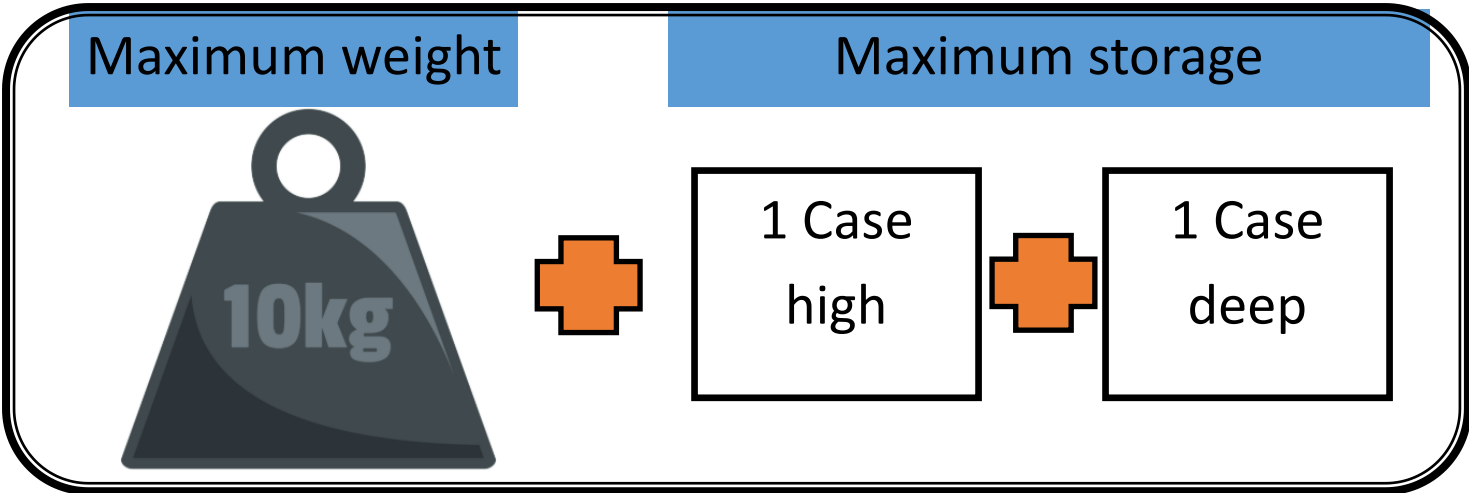 Maximum weight
Maximum storage
10kg
1 Case
high
1 Case
deep